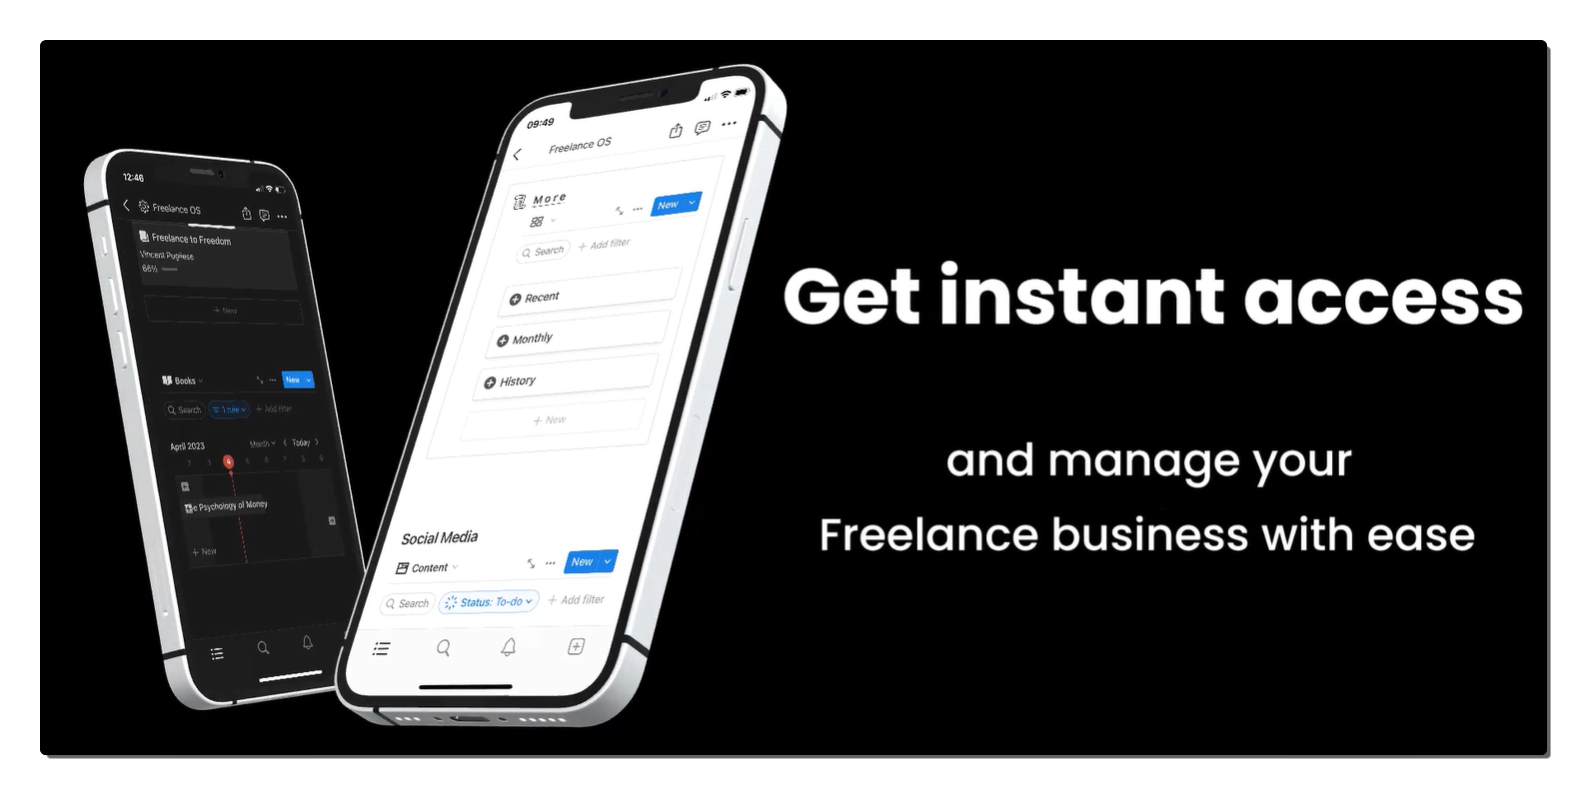 12:46
Freelance OS
Freelance to Freedom
Vincent Pugliese
66%
+ New
Books
New
Search
1 rule
+ Add filter
April 2023
Month
Today
e Psychology of Money
+ New
09:49
Freelance OS
More
New
Search
+ Add filter
Recent
Monthly
History
+ New
Social Media
Content
New
Search
Status: To-do
+ Add filter
Get instant access
and manage your
Freelance business with ease